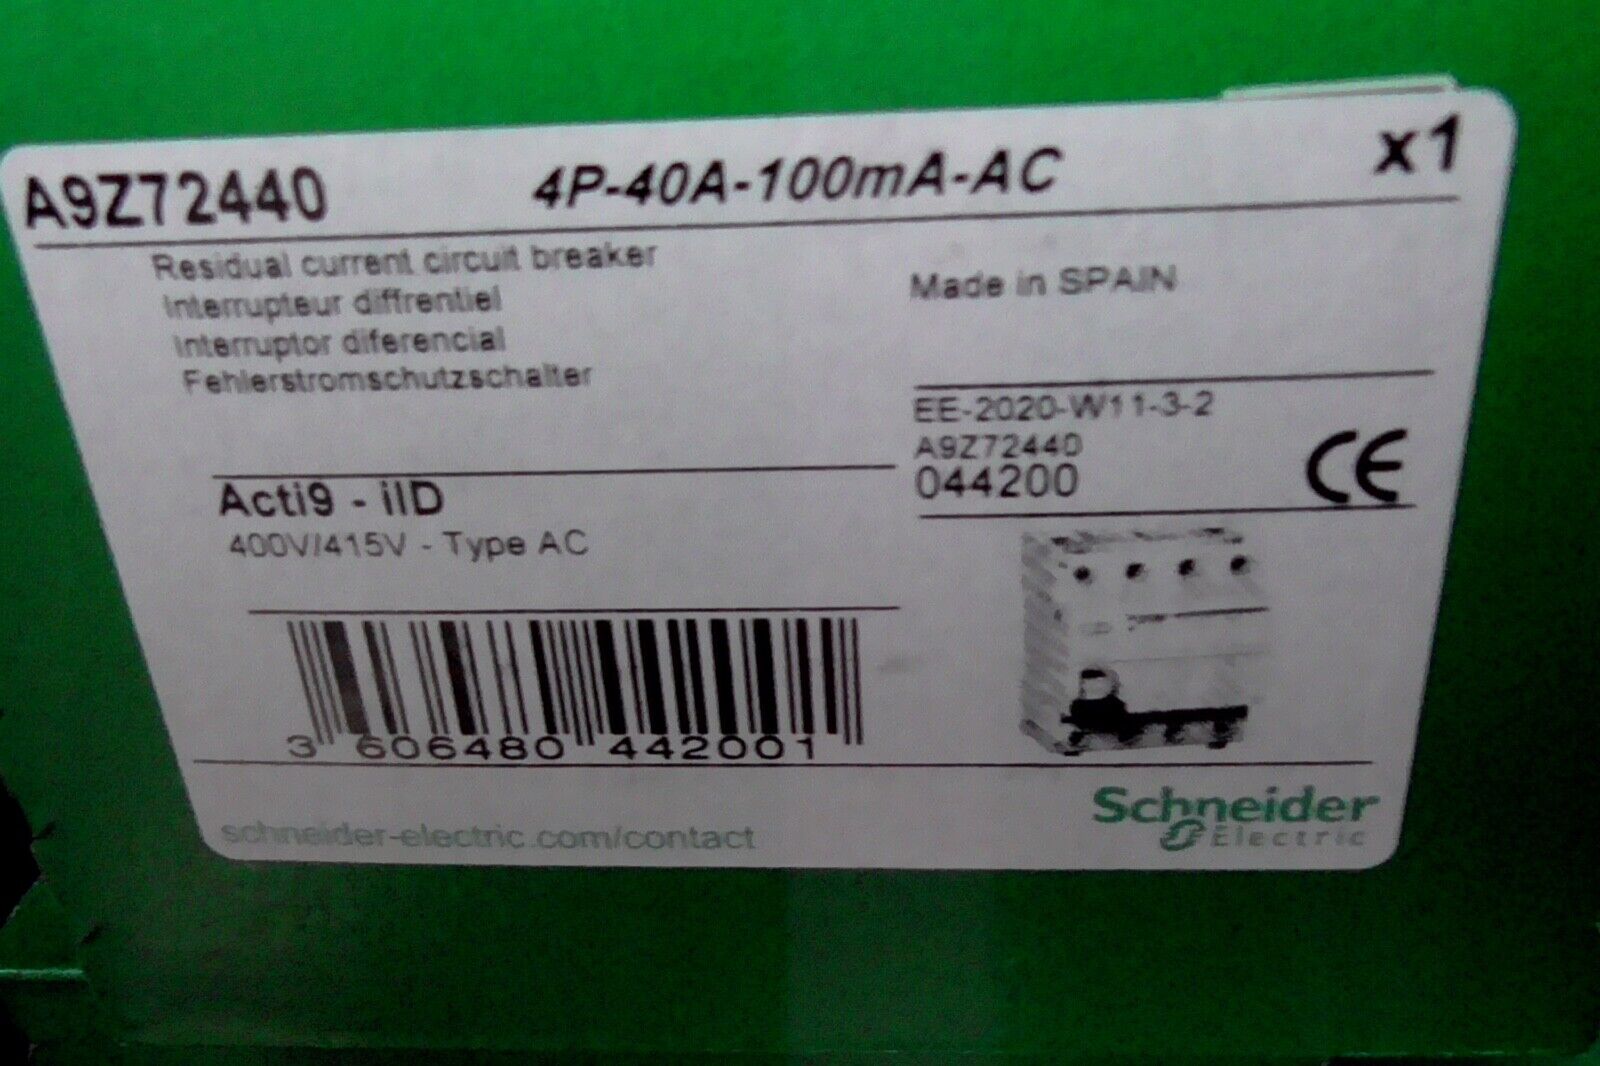 A9Z72440 4P-40A-100mA-AC x1
Residual current circuit breaker
Interrupteur diffrentiel
Interruptor diferencial
Fehlerstromschutzschalter
Made in SPAIN
EE-2020-W11-3-2
A9Z72440
044200
CE
Acti9 - iID
400V/415V - Type AC
3 606480 442001
schneider-electric.com/contact
Schneider
Electric